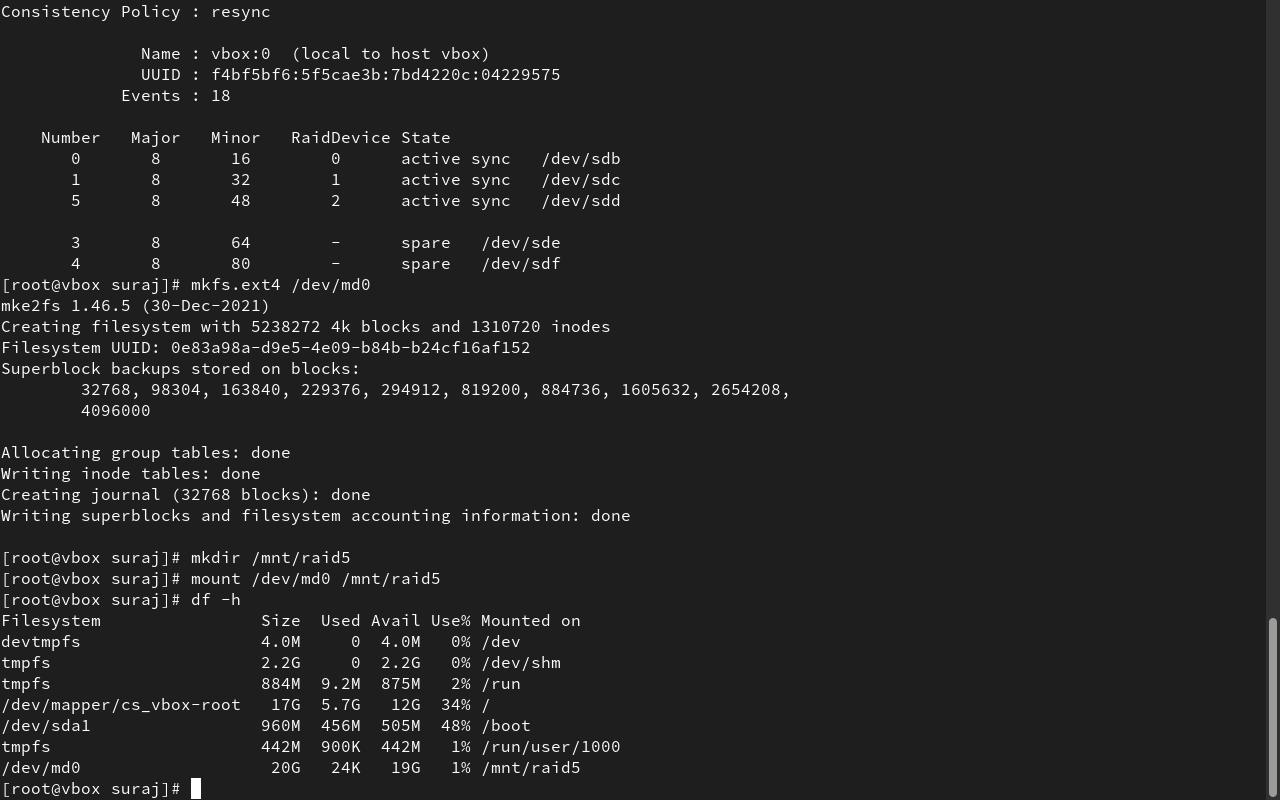 Consistency Policy : resync
Name : vbox:0  (local to host vbox)
UUID : f4bf5bf6:5f5cae3b:7bd4220c:04229575
Events : 18
Number   Major   Minor   RaidDevice State
0       8       16        0      active sync   /dev/sdb
1       8       32        1      active sync   /dev/sdc
5       8       48        2      active sync   /dev/sdd
3       8       64        -      spare   /dev/sde
4       8       80        -      spare   /dev/sdf
[root@vbox suraj]# mkfs.ext4 /dev/md0
mke2fs 1.46.5 (30-Dec-2021)
Creating filesystem with 5238272 4k blocks and 1310720 inodes
Filesystem UUID: 0e83a98a-d9e5-4e09-b84b-b24cf16af152
Superblock backups stored on blocks:
32768, 98304, 163840, 229376, 294912, 819200, 884736, 1605632, 2654208,
4096000
Allocating group tables: done
Writing inode tables: done
Creating journal (32768 blocks): done
Writing superblocks and filesystem accounting information: done
[root@vbox suraj]# mkdir /mnt/raid5
[root@vbox suraj]# mount /dev/md0 /mnt/raid5
[root@vbox suraj]# df -h
Filesystem                Size  Used Avail Use% Mounted on
devtmpfs                  4.0M     0  4.0M   0% /dev
tmpfs                     2.2G     0  2.2G   0% /dev/shm
tmpfs                     884M  9.2M  875M   2% /run
/dev/mapper/cs_vbox-root   17G  5.7G   12G  34% /
/dev/sda1                 960M  456M  505M  48% /boot
tmpfs                     442M  900K  442M   1% /run/user/1000
/dev/md0                   20G   24K   19G   1% /mnt/raid5
[root@vbox suraj]#